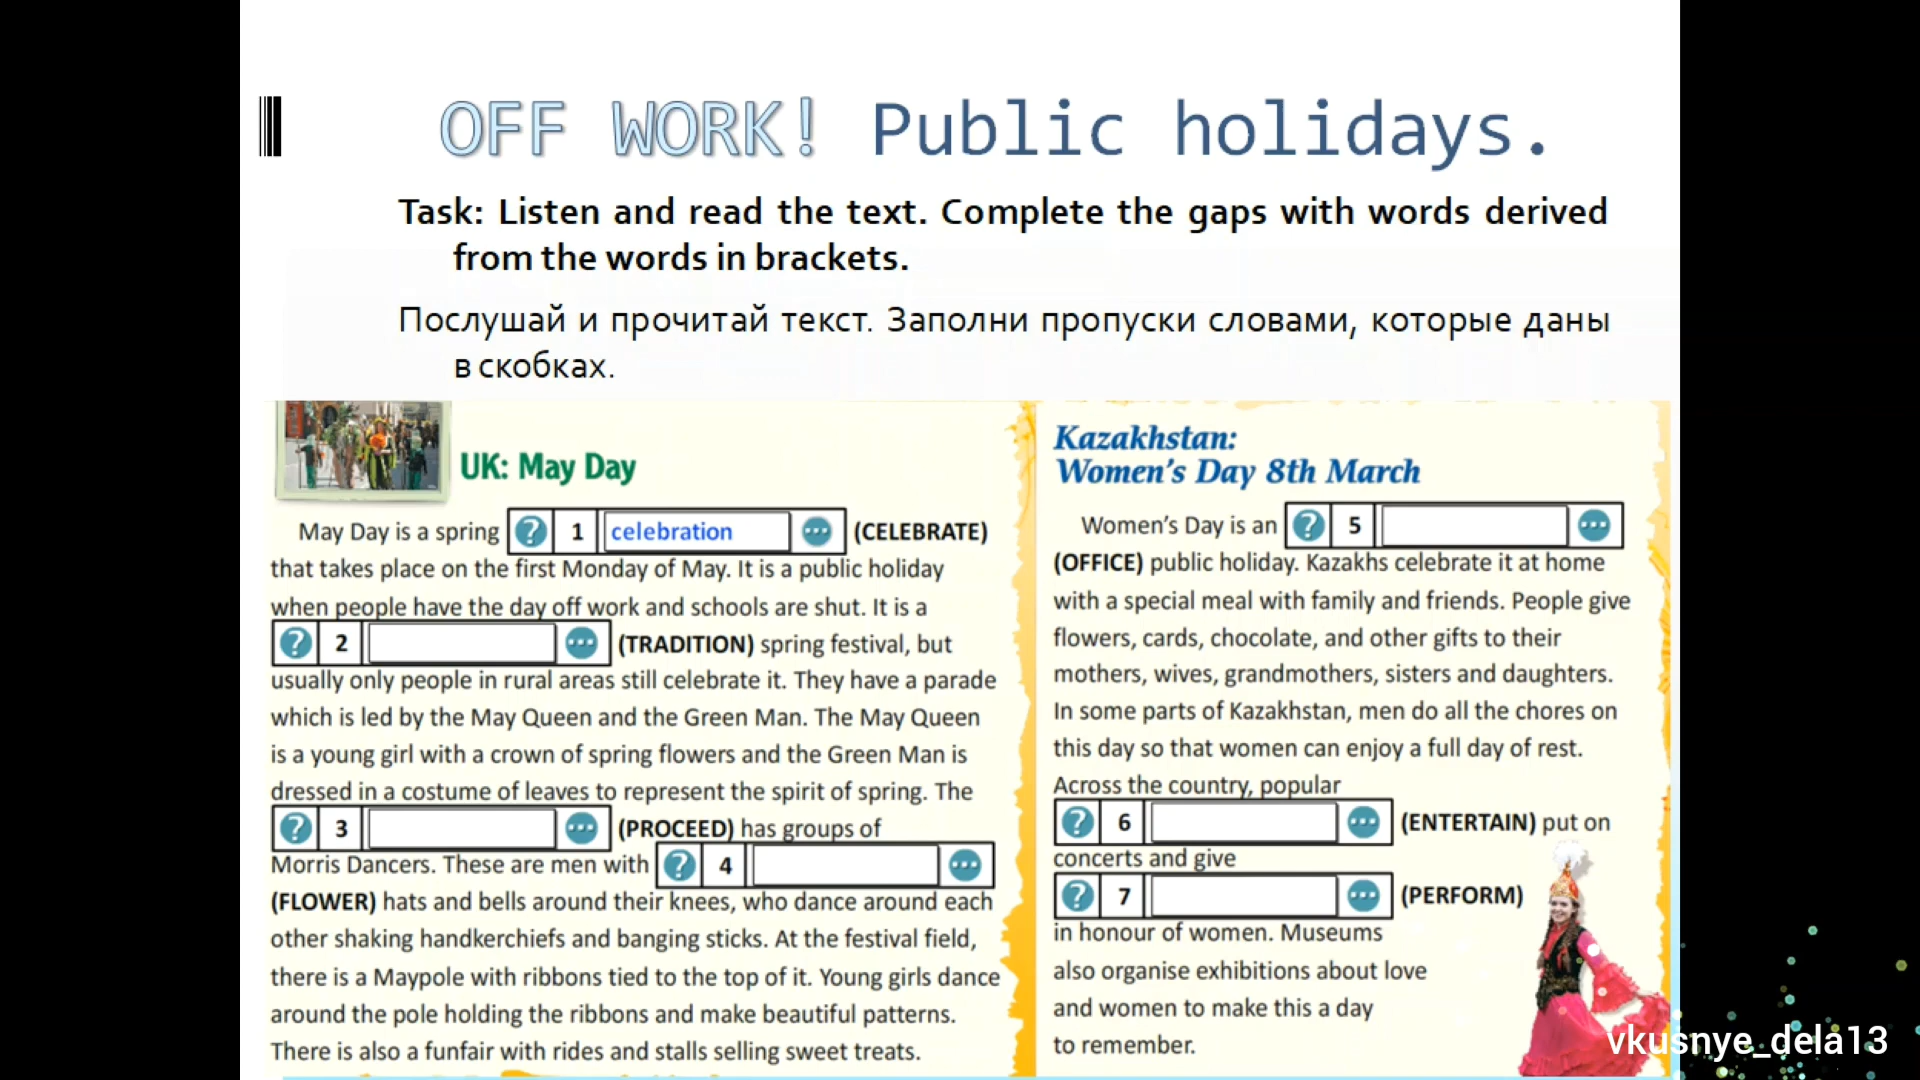 OFF WORK! Public holidays.
Task: Listen and read the text. Complete the gaps with words derived
from the words in brackets.
Послушай и прочитай текст. Заполни пропуски словами, которые даны
в скобках.
UK: May Day
May Day is a spring ? 1 celebration ... (CELEBRATE)
that takes place on the first Monday of May. It is a public holiday
when people have the day off work and schools are shut. It is a
? 2 ... (TRADITION) spring festival, but
usually only people in rural areas still celebrate it. They have a parade
which is led by the May Queen and the Green Man. The May Queen
is a young girl with a crown of spring flowers and the Green Man is
dressed in a costume of leaves to represent the spirit of spring. The
? 3 ... (PROCEED) has groups of
Morris Dancers. These are men with ? 4 ...
(FLOWER) hats and bells around their knees, who dance around each
other shaking handkerchiefs and banging sticks. At the festival field,
there is a Maypole with ribbons tied to the top of it. Young girls dance
around the pole holding the ribbons and make beautiful patterns.
There is also a funfair with rides and stalls selling sweet treats.
Kazakhstan:
Women's Day 8th March
Women's Day is an ? 5 ...
(OFFICE) public holiday. Kazakhs celebrate it at home
with a special meal with family and friends. People give
flowers, cards, chocolate, and other gifts to their
mothers, wives, grandmothers, sisters and daughters.
In some parts of Kazakhstan, men do all the chores on
this day so that women can enjoy a full day of rest.
Across the country, popular
? 6 ... (ENTERTAIN) put on
concerts and give
? 7 ... (PERFORM)
in honour of women. Museums
also organise exhibitions about love
and women to make this a day
to remember.
vkusnye_dela13